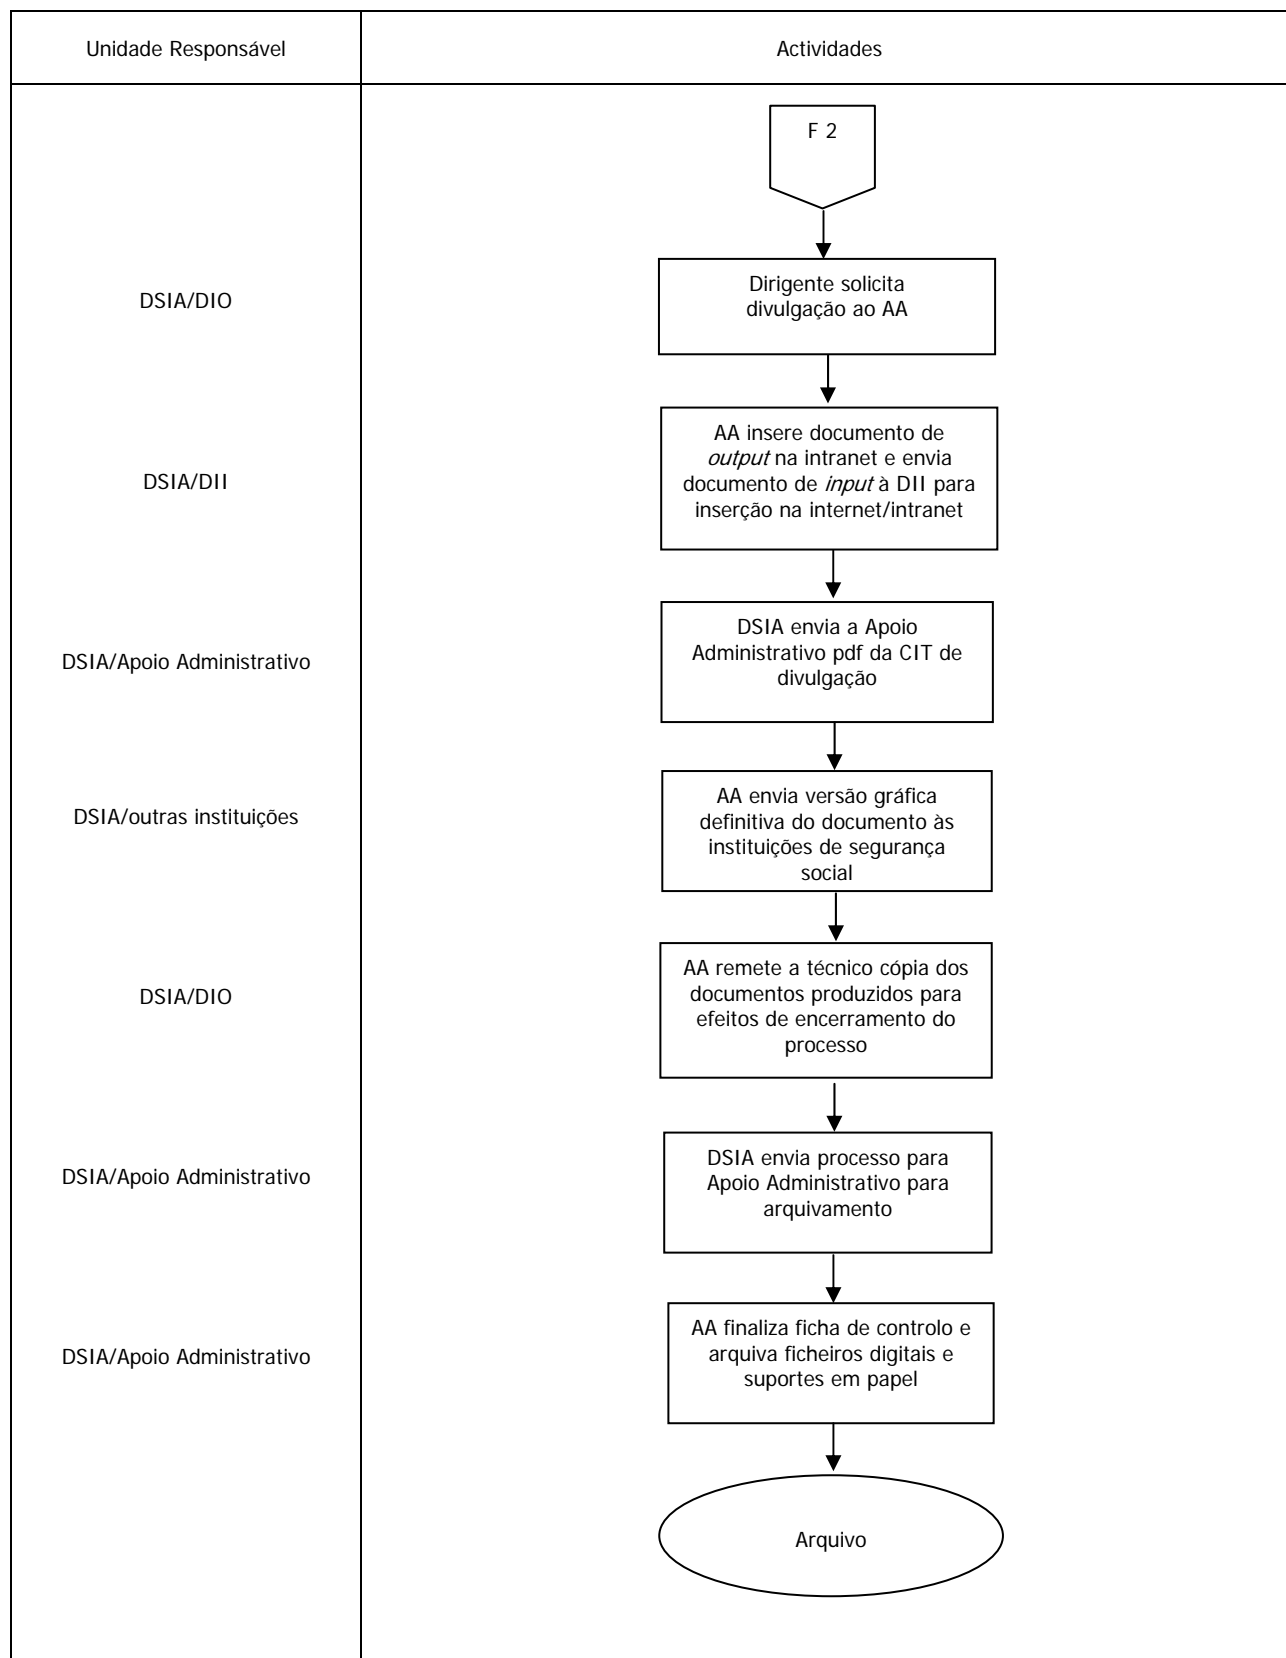 Unidade Responsável
Actividades
F 2
DSIA/DIO
Dirigente solicita
divulgação ao AA
DSIA/DII
AA insere documento de
output na intranet e envia
documento de input à DII para
inserção na internet/intranet
DSIA/Apoio Administrativo
DSIA envia a Apoio
Administrativo pdf da CIT de
divulgação
DSIA/outras instituições
AA envia versão gráfica
definitiva do documento às
instituições de segurança
social
DSIA/DIO
AA remete a técnico cópia dos
documentos produzidos para
efeitos de encerramento do
processo
DSIA/Apoio Administrativo
DSIA envia processo para
Apoio Administrativo para
arquivamento
DSIA/Apoio Administrativo
AA finaliza ficha de controlo e
arquiva ficheiros digitais e
suportes em papel
Arquivo